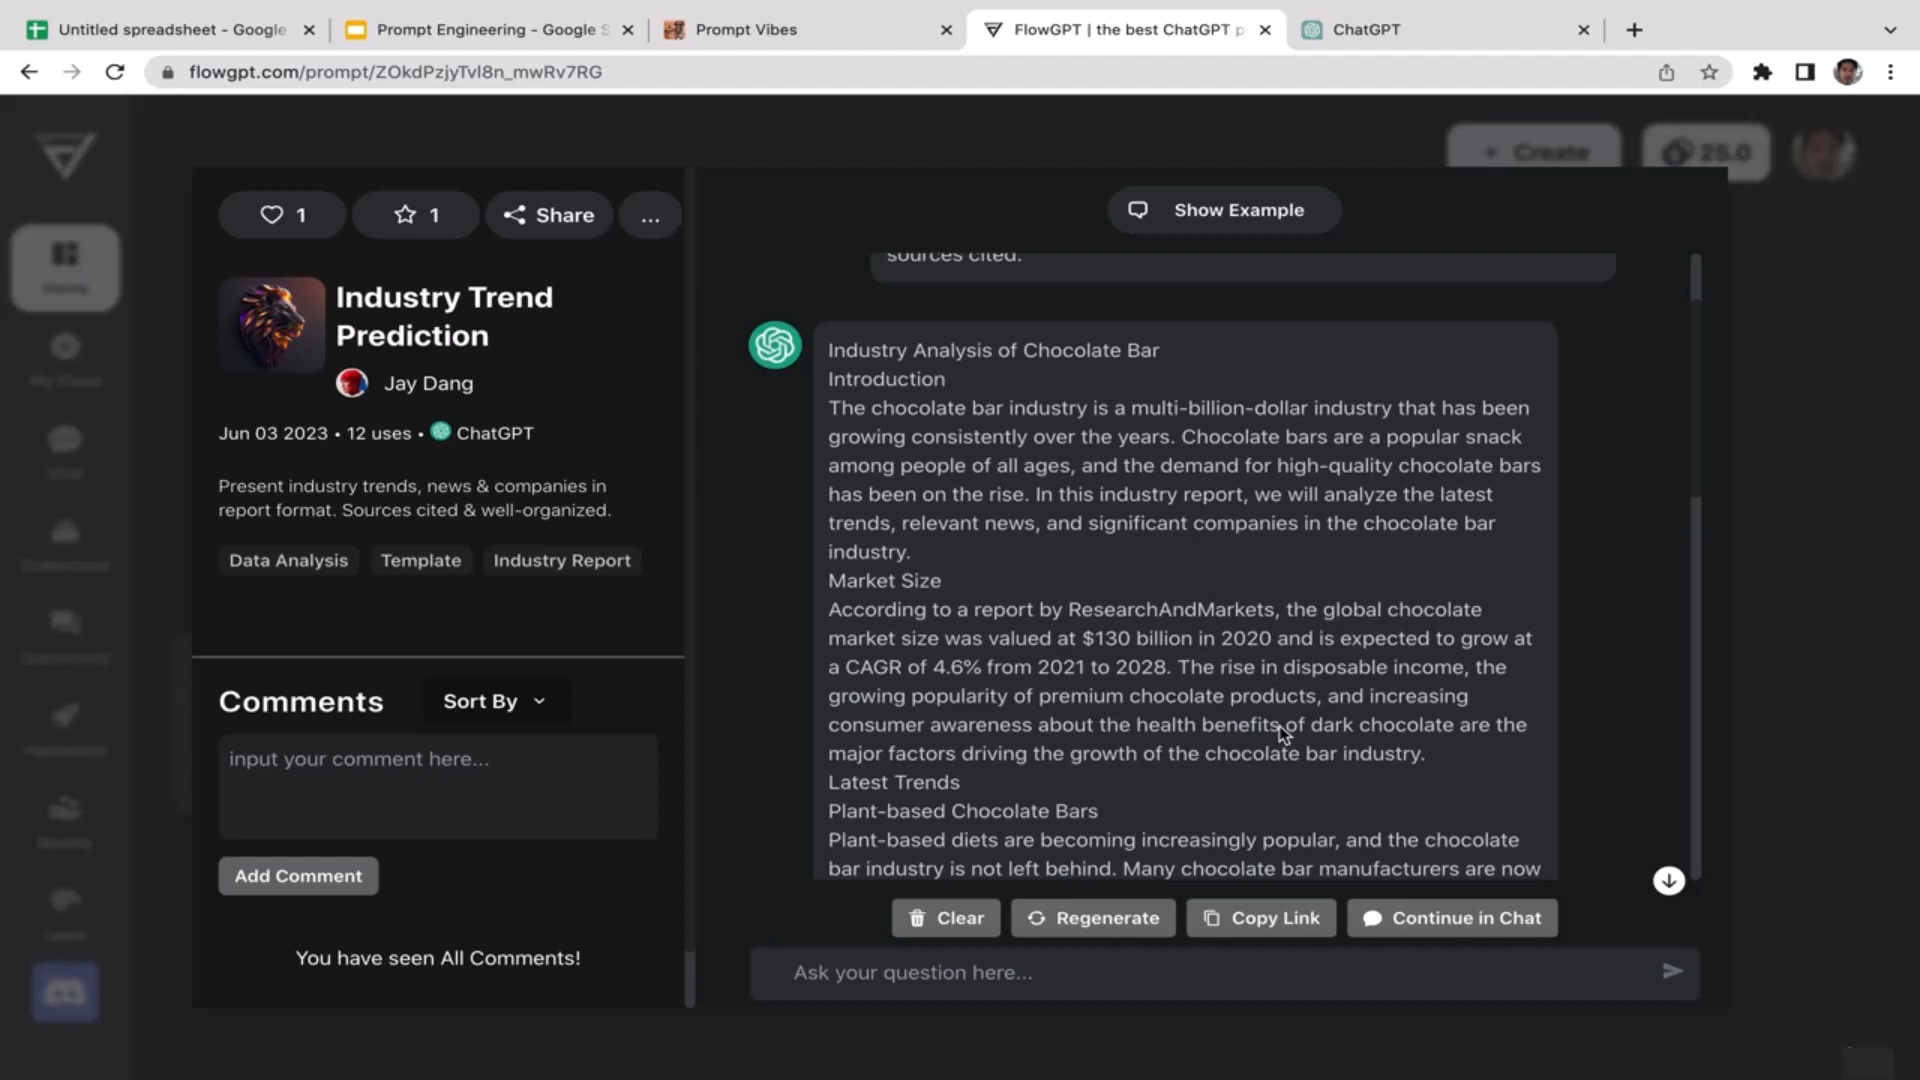 Untitled spreadsheet - Google
Prompt Engineering - Google S
Prompt Vibes
FlowGPT | the best ChatGPT p
ChatGPT
flowgpt.com/prompt/ZOkdPzjyTvl8n_mwRv7RG
+ Create
25.0
1
1
Share
...
Industry Trend
Prediction
Jay Dang
Jun 03 2023 • 12 uses • ChatGPT
Present industry trends, news & companies in
report format. Sources cited & well-organized.
Data Analysis
Template
Industry Report
Comments
Sort By
input your comment here...
Add Comment
You have seen All Comments!
Show Example
sources cited.
Industry Analysis of Chocolate Bar
Introduction
The chocolate bar industry is a multi-billion-dollar industry that has been
growing consistently over the years. Chocolate bars are a popular snack
among people of all ages, and the demand for high-quality chocolate bars
has been on the rise. In this industry report, we will analyze the latest
trends, relevant news, and significant companies in the chocolate bar
industry.
Market Size
According to a report by ResearchAndMarkets, the global chocolate
market size was valued at $130 billion in 2020 and is expected to grow at
a CAGR of 4.6% from 2021 to 2028. The rise in disposable income, the
growing popularity of premium chocolate products, and increasing
consumer awareness about the health benefits of dark chocolate are the
major factors driving the growth of the chocolate bar industry.
Latest Trends
Plant-based Chocolate Bars
Plant-based diets are becoming increasingly popular, and the chocolate
bar industry is not left behind. Many chocolate bar manufacturers are now
Clear
Regenerate
Copy Link
Continue in Chat
Ask your question here...